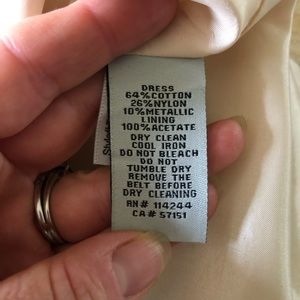 DRESS
64%COTTON
26%NYLON
10%METALLIC
LINING
100%ACETATE
DRY CLEAN
COOL IRON
DO NOT BLEACH
DO NOT
TUMBLE DRY
REMOVE THE
BELT BEFORE
DRY CLEANING
RN# 114244
CA# 57151